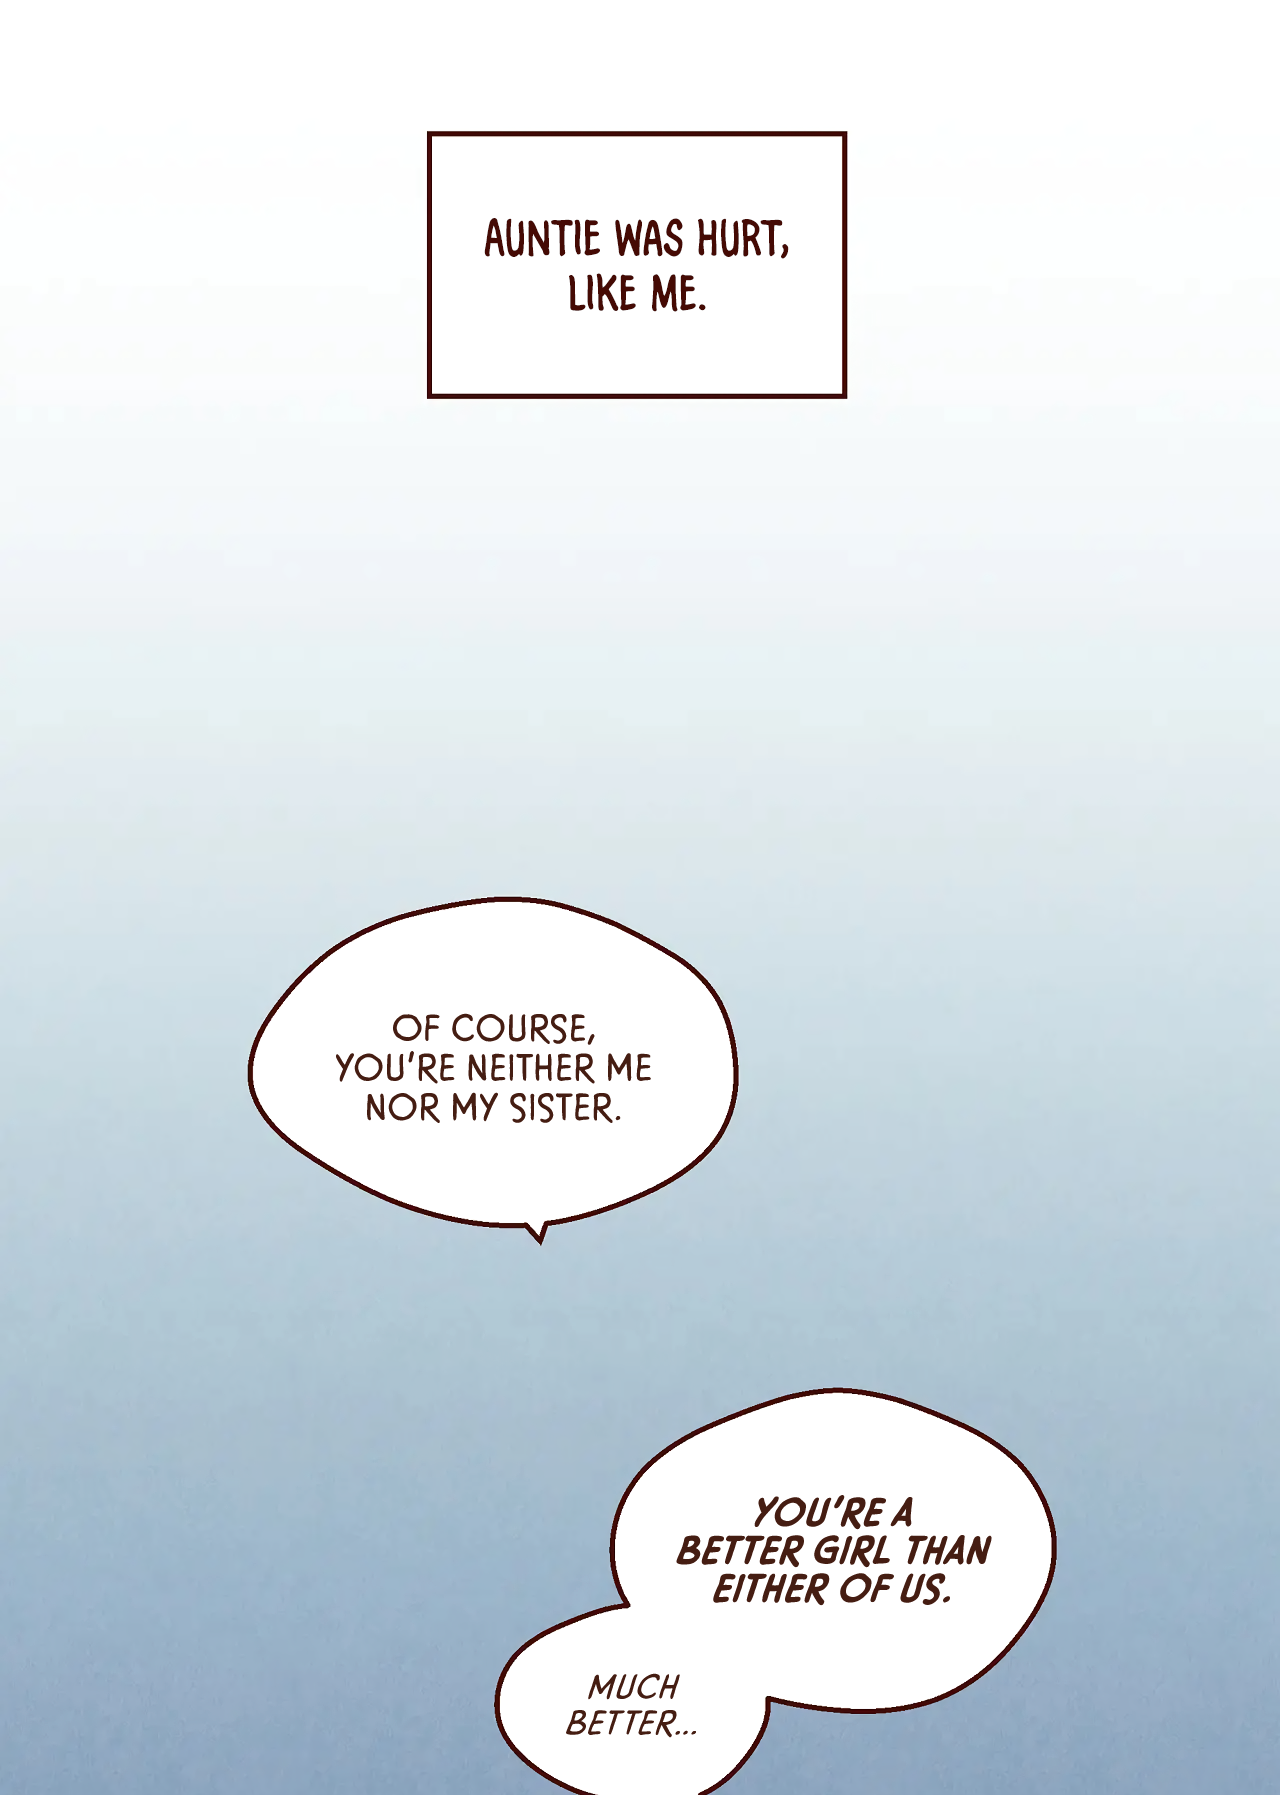 AUNTIE WAS HURT,
LIKE ME.
OF COURSE,
YOU'RE NEITHER ME
NOR MY SISTER.
YOU'RE A
BETTER GIRL THAN
EITHER OF US.
MUCH
BETTER...